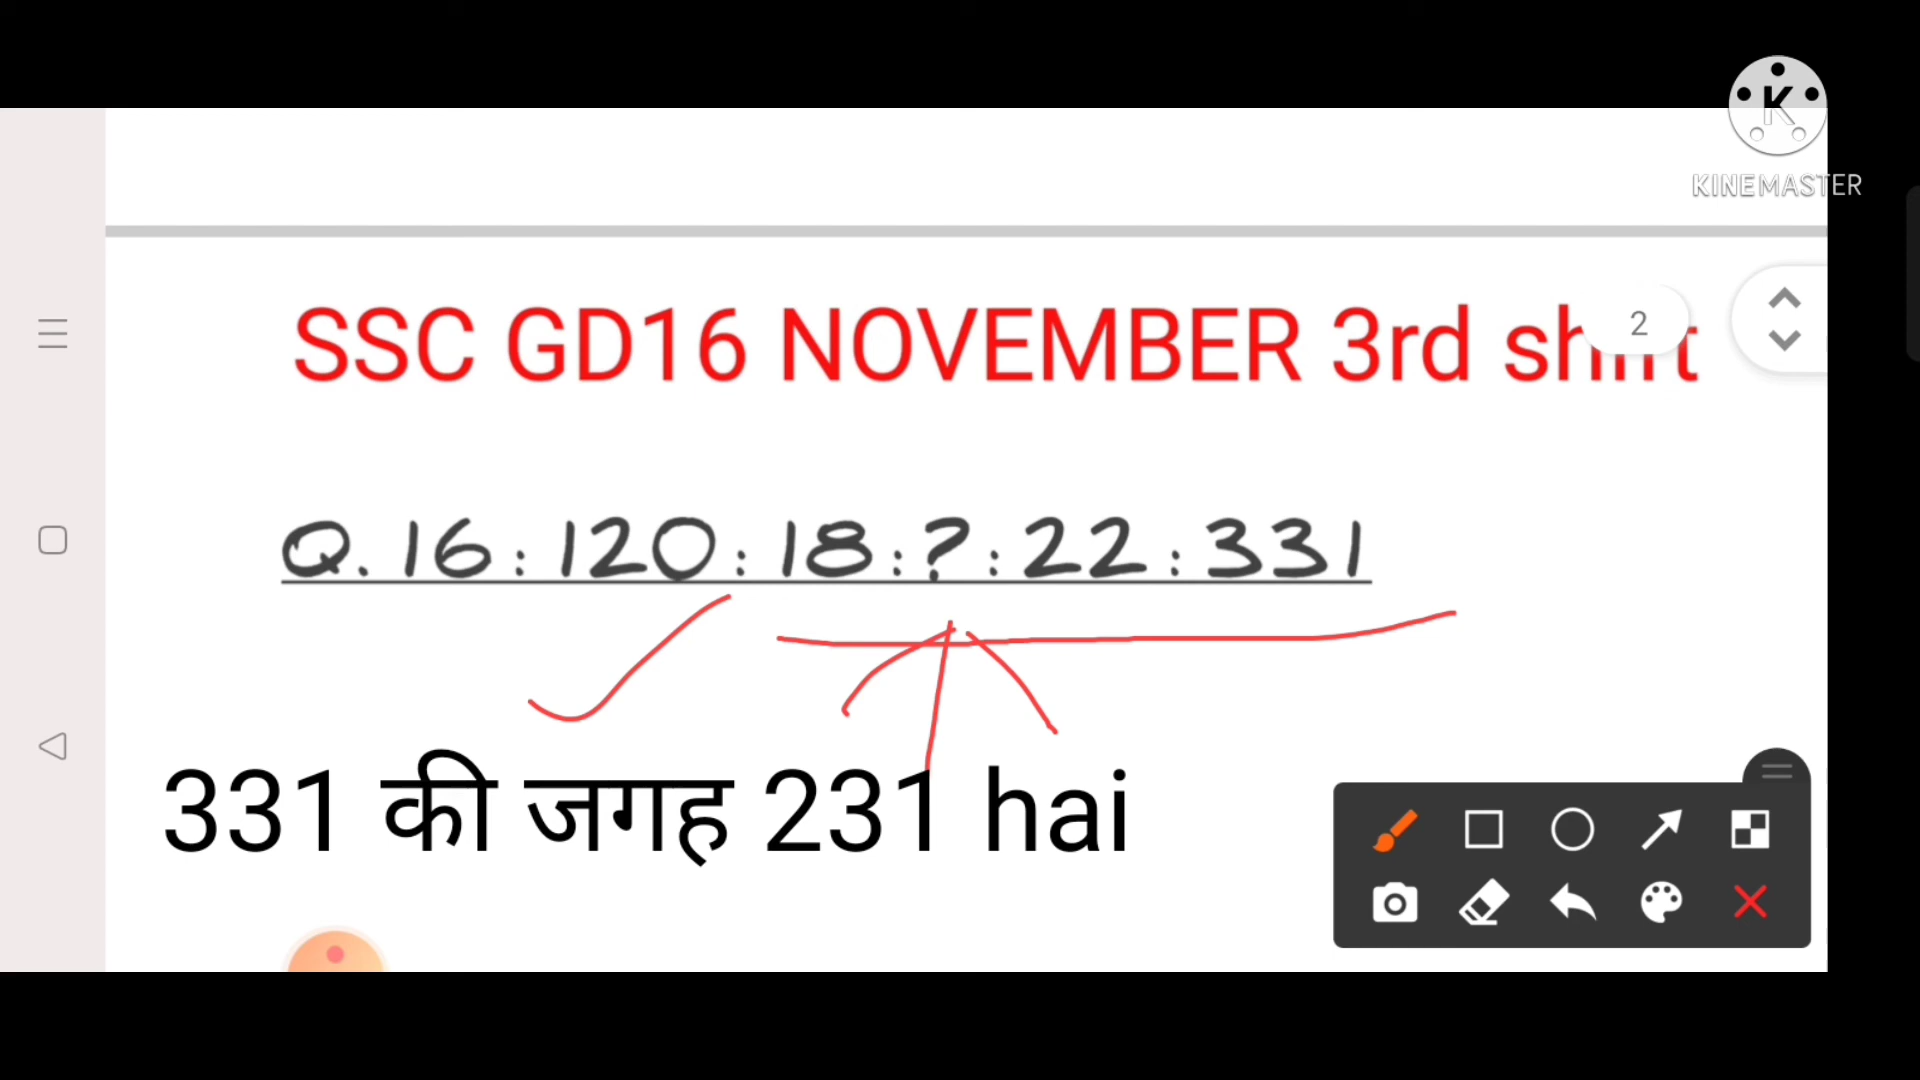 KINEMASTER
SSC GD16 NOVEMBER 3rd shift
2
Q. 16 : 120 : 18 : ? : 22 : 331
331 की जगह 231 hai